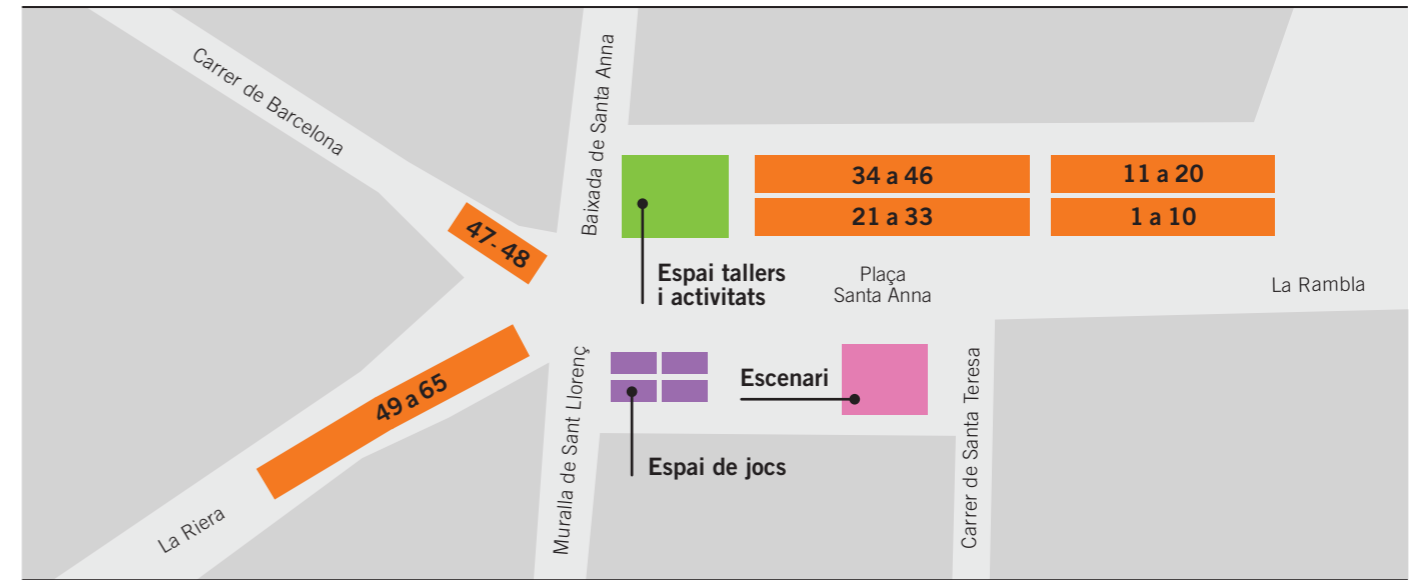 Carrer de Barcelona
Baixada de Santa Anna
34 a 46
11 a 20
21 a 33
1 a 10
47- 48
Espai tallers
i activitats
Plaça
Santa Anna
La Rambla
49 a 65
Muralla de Sant Llorenç
Escenari
Carrer de Santa Teresa
Espai de jocs
La Riera